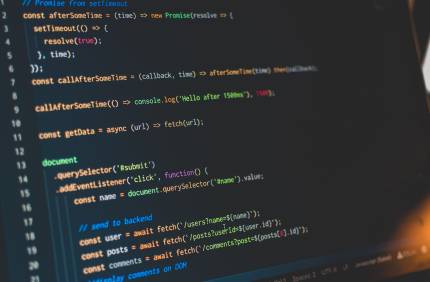 1 // Promise from setTimeout
2 const afterSomeTime = (time) => new Promise(resolve => {
3 setTimeout(() => {
4 resolve(true);
5 }, time);
6 });
7 const callAfterSomeTime = (callback, time) => afterSomeTime(time).then(callback);
8
9 callAfterSomeTime(() => console.log('Hello after 1500ms'), 1500);
10
11 const getData = async (url) => fetch(url);
12
13 document
14 .querySelector('#submit')
15 .addEventListener('click', function() {
16 const name = document.querySelector('#name').value;
17
18 // send to backend
19 const user = await fetch(`/users?name=${name}`);
20 const posts = await fetch(`/posts?userId=${user.id}`);
21 const comments = await fetch(`/comments?post=${posts[0].id}`);
//display comments on DOM